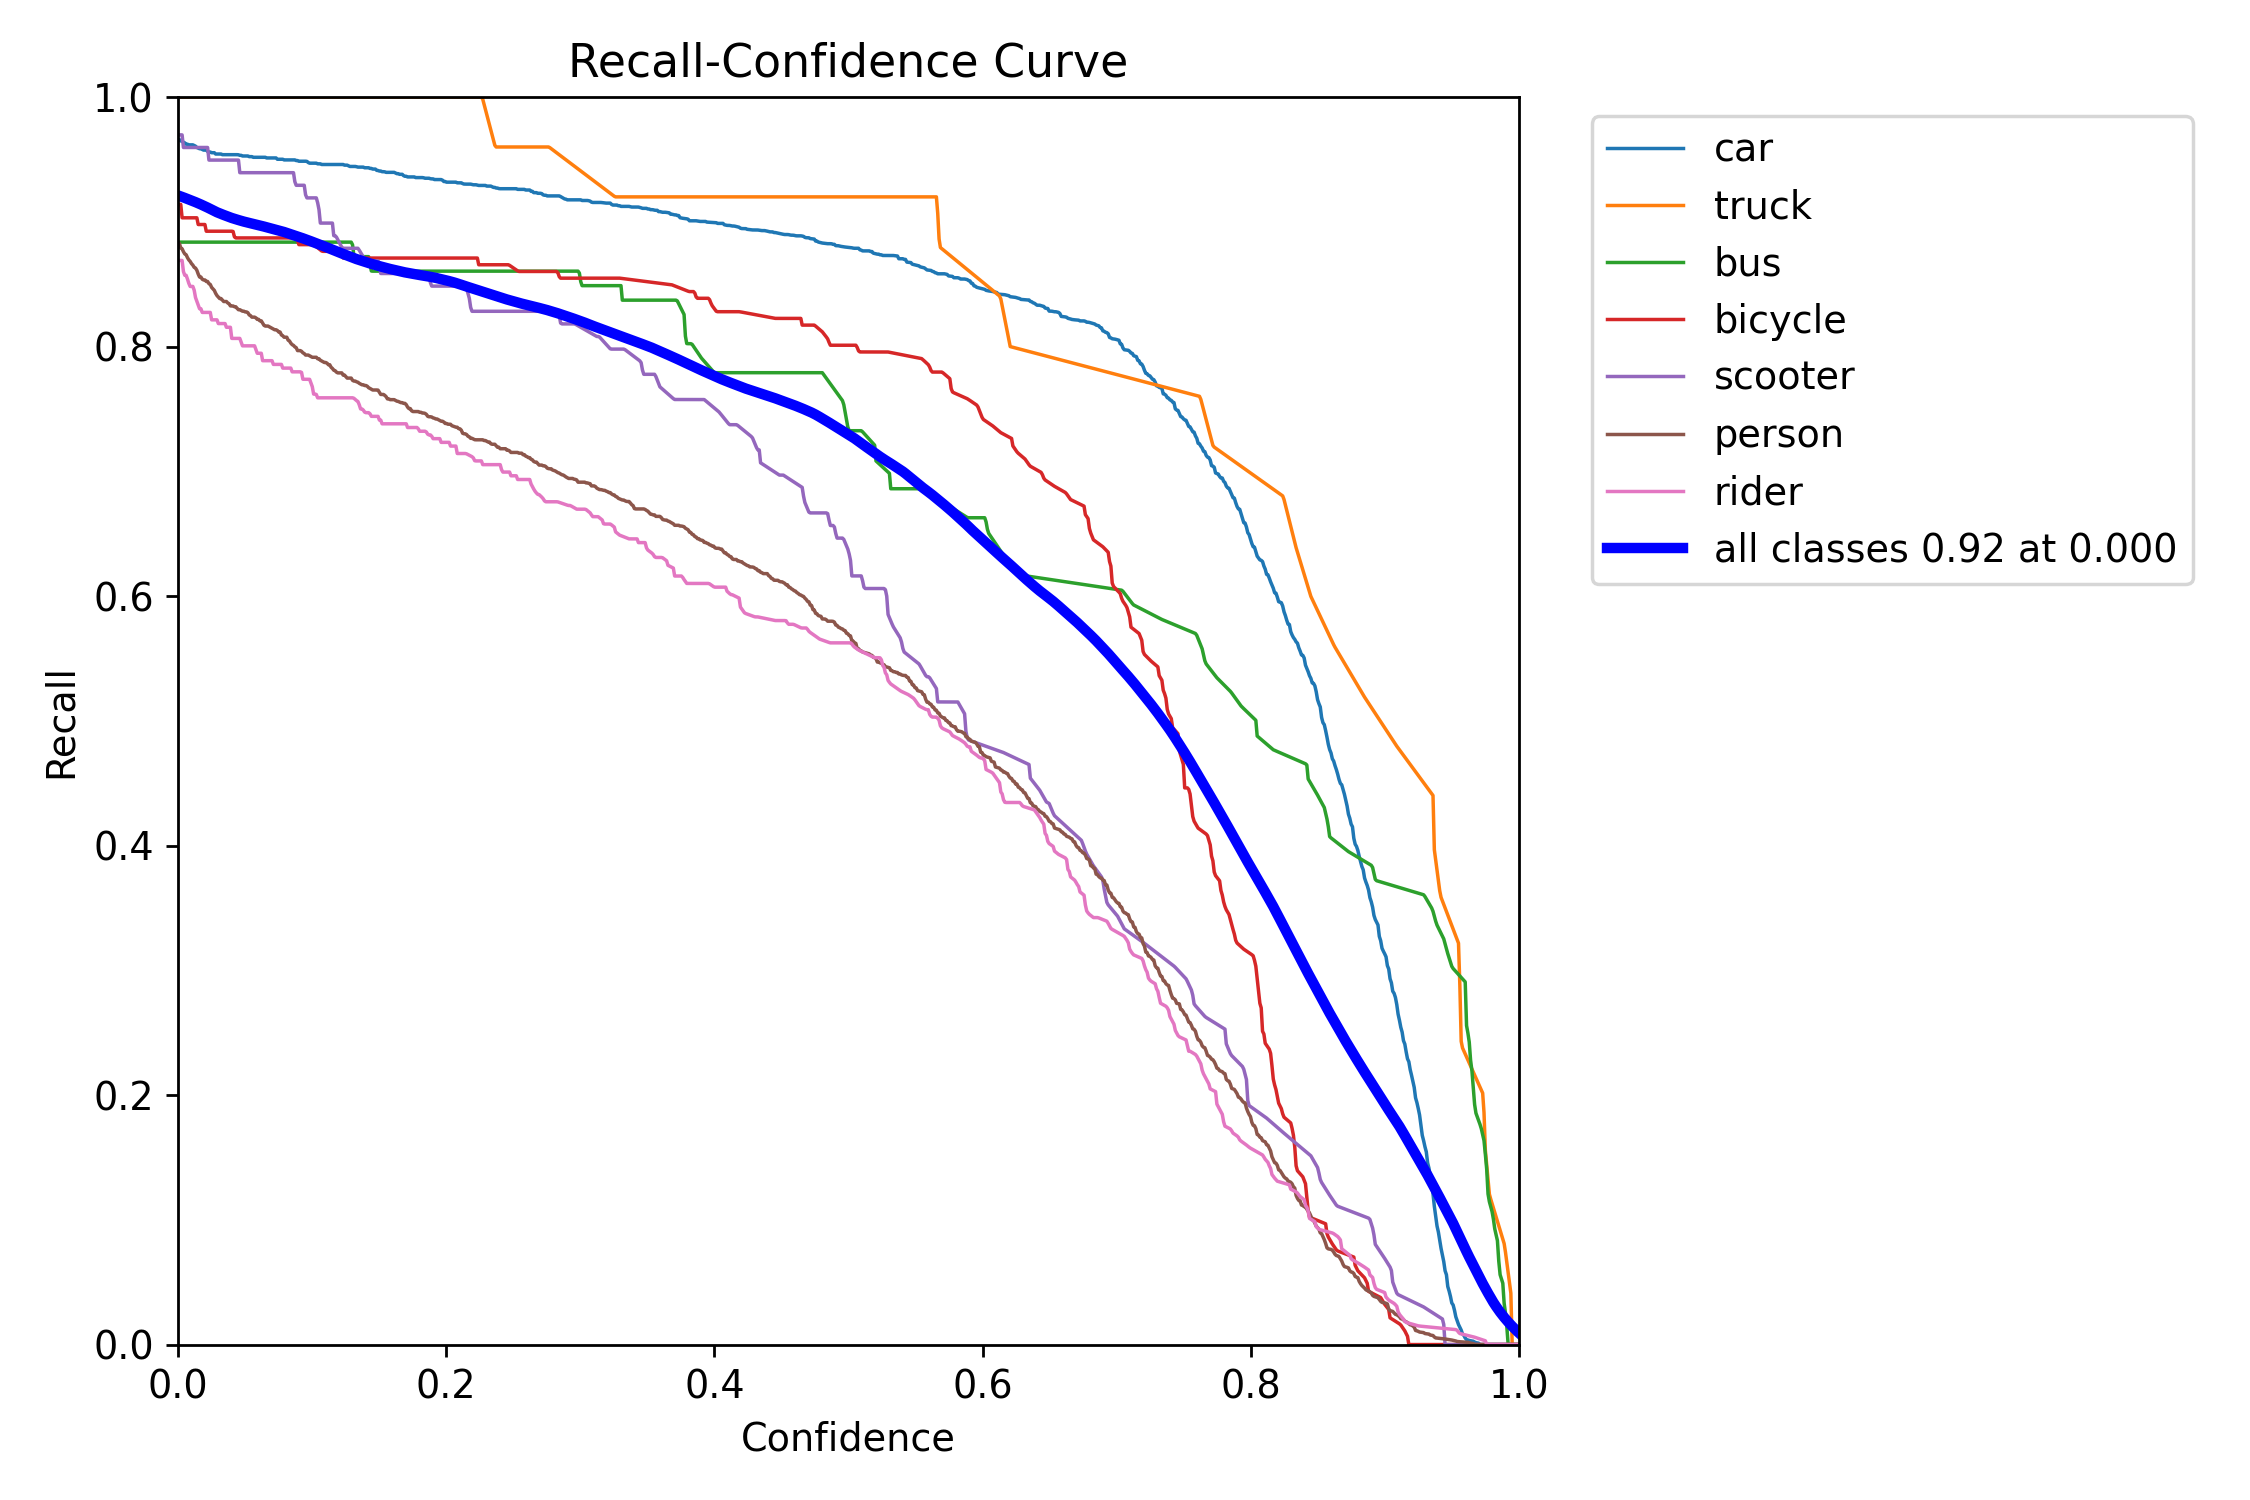 Recall-Confidence Curve
1.0
0.8
0.6
0.4
0.2
0.0
Recall
0.0 0.2 0.4 0.6 0.8 1.0
Confidence
car
truck
bus
bicycle
scooter
person
rider
all classes 0.92 at 0.000